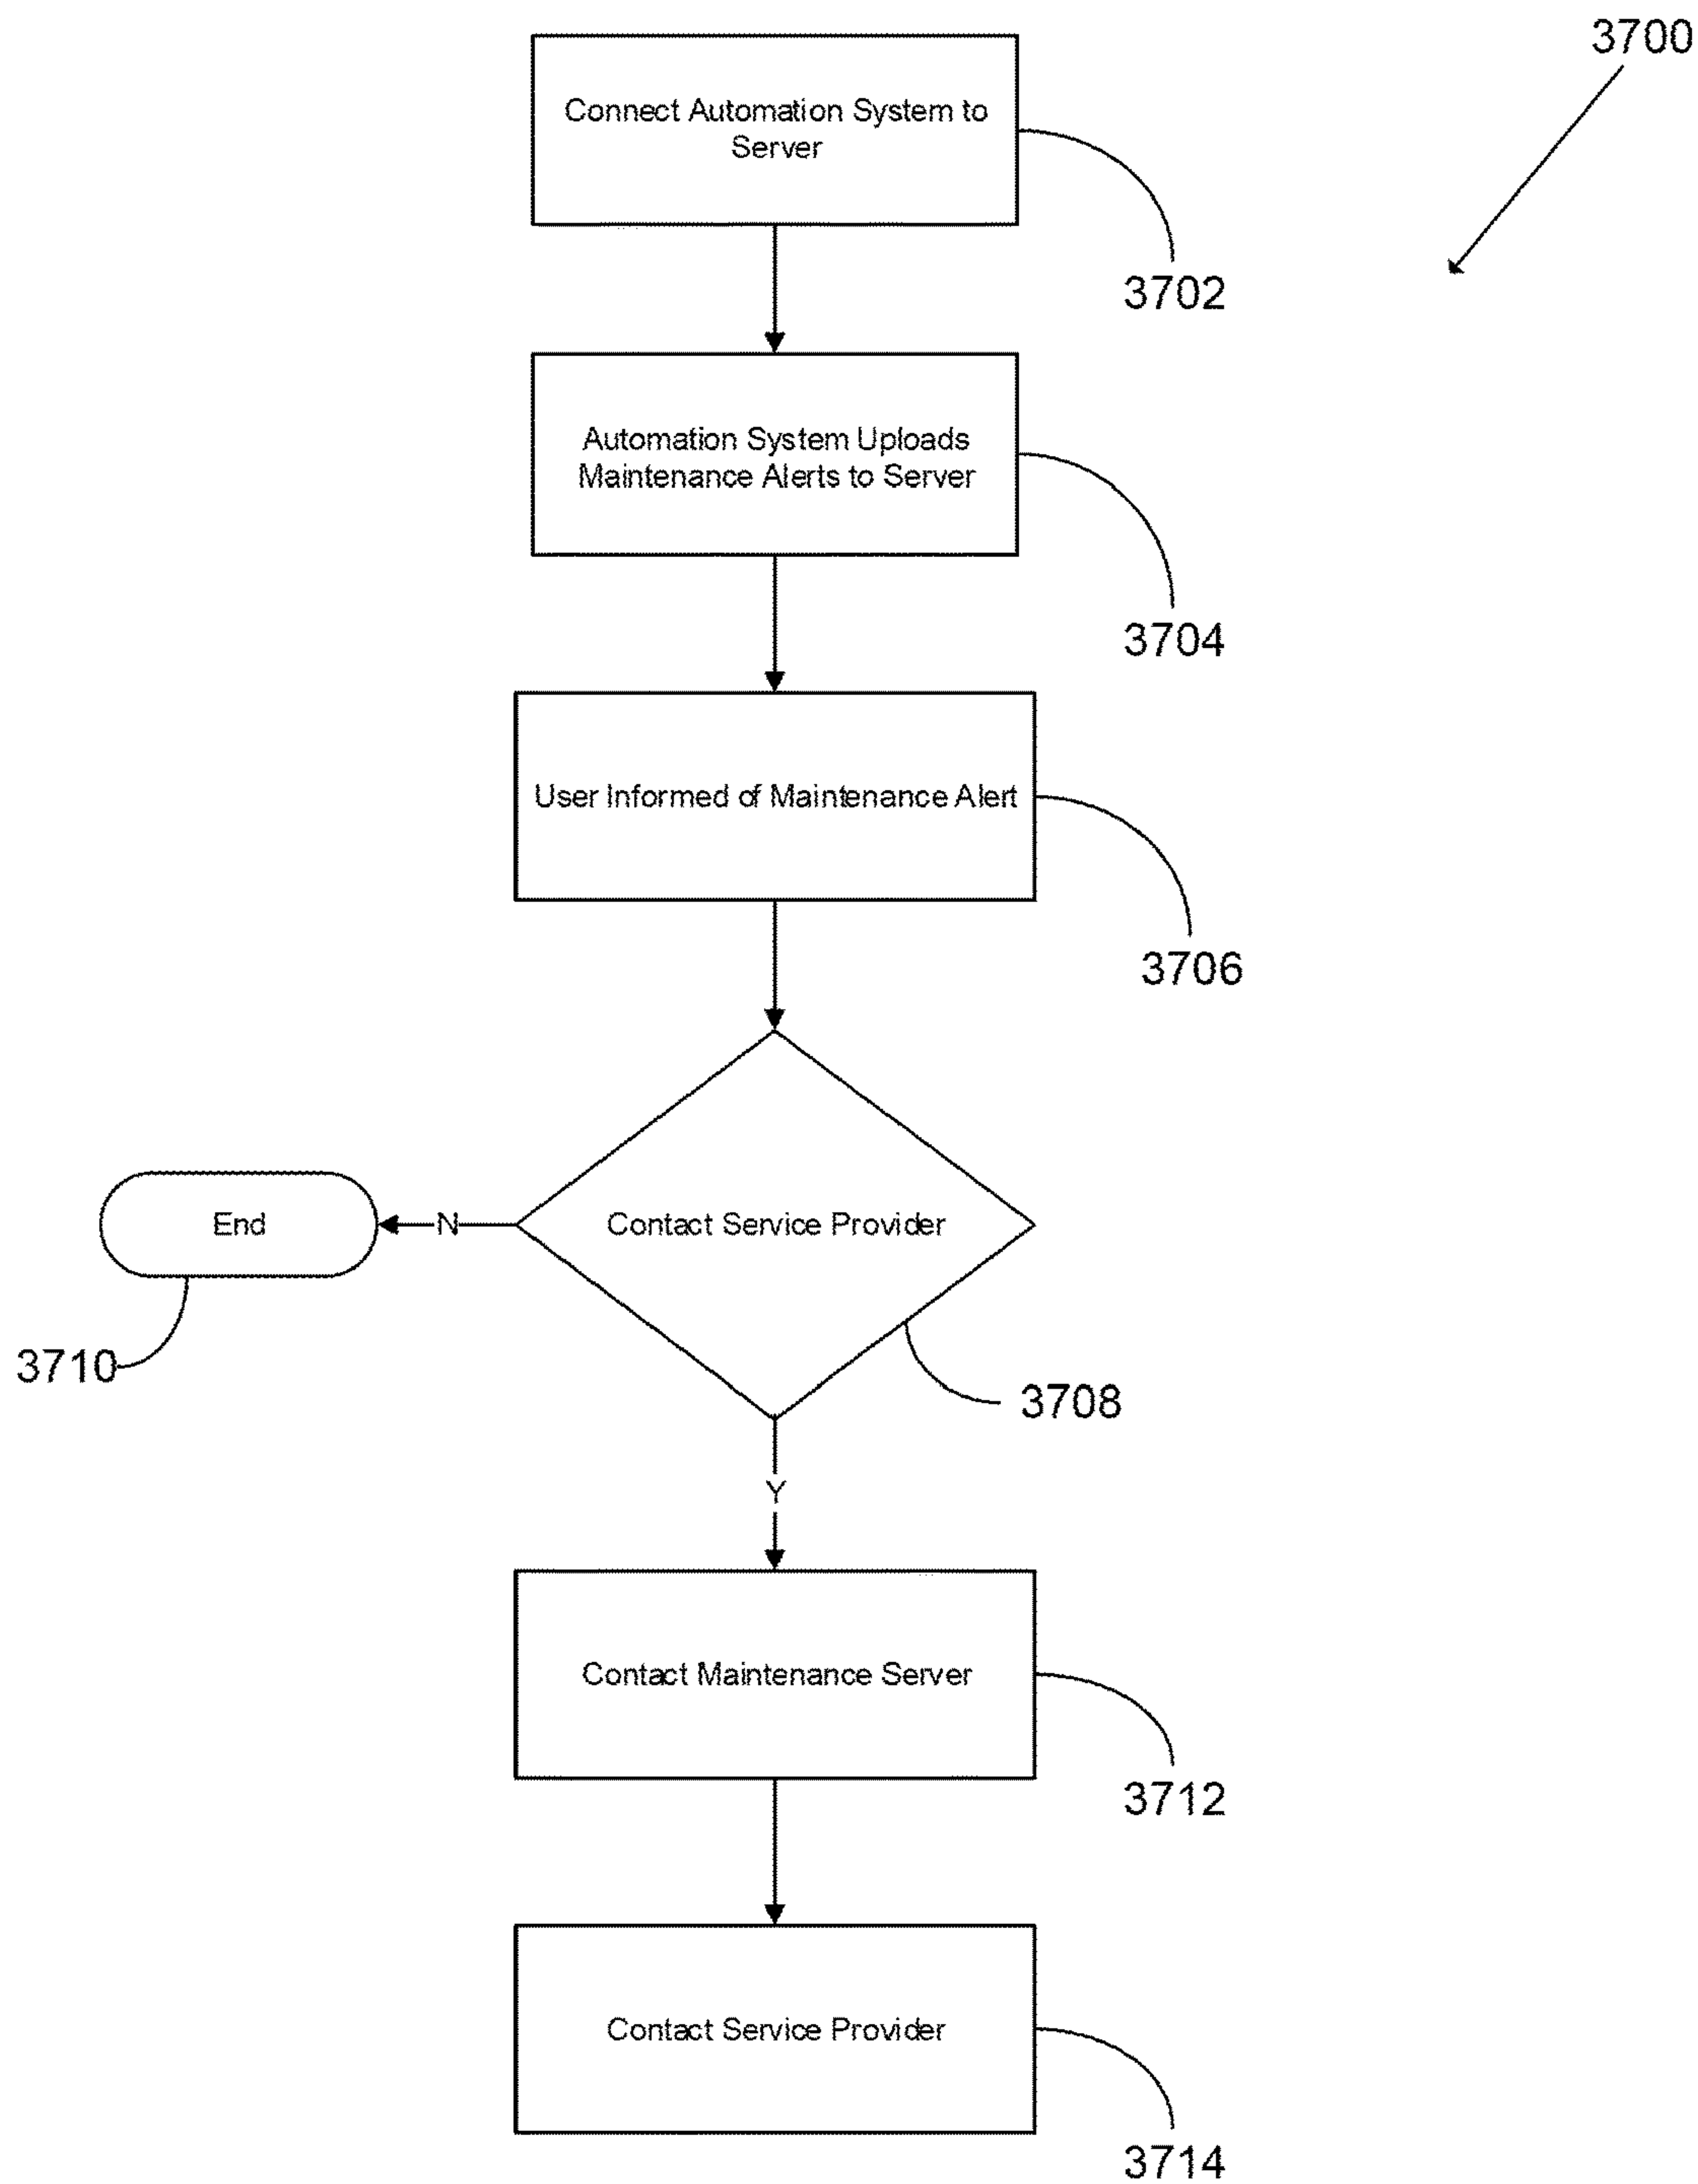 3700
Connect Automation System to
Server
3702
Automation System Uploads
Maintenance Alerts to Server
3704
User Informed of Maintenance Alert
3706
Contact Service Provider
N
End
3710
3708
Y
Contact Maintenance Server
3712
Contact Service Provider
3714